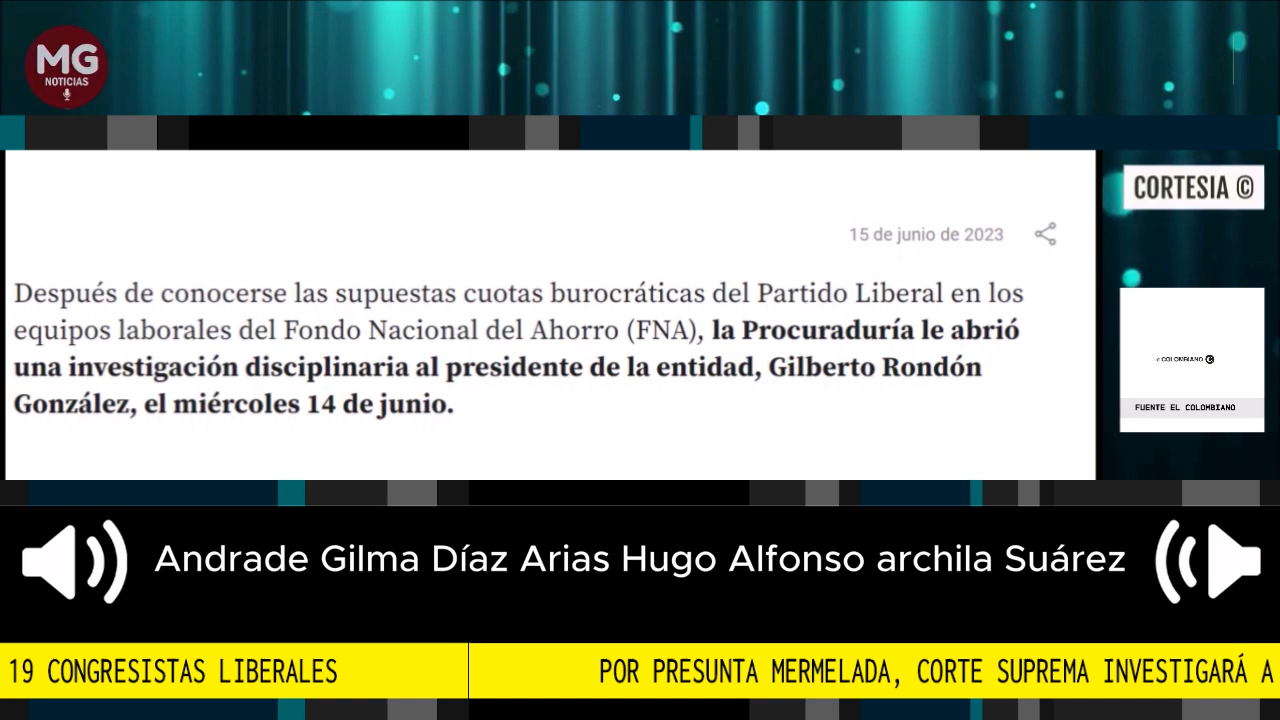 MG
NOTICIAS
CORTESIA ©
15 de junio de 2023
Después de conocerse las supuestas cuotas burocráticas del Partido Liberal en los
equipos laborales del Fondo Nacional del Ahorro (FNA), la Procuraduría le abrió
una investigación disciplinaria al presidente de la entidad, Gilberto Rondón
González, el miércoles 14 de junio.
e COLOMBIANO C
FUENTE EL COLOMBIANO
Andrade Gilma Díaz Arias Hugo Alfonso archila Suárez
19 CONGRESISTAS LIBERALES
POR PRESUNTA MERMELADA, CORTE SUPREMA INVESTIGARÁ A